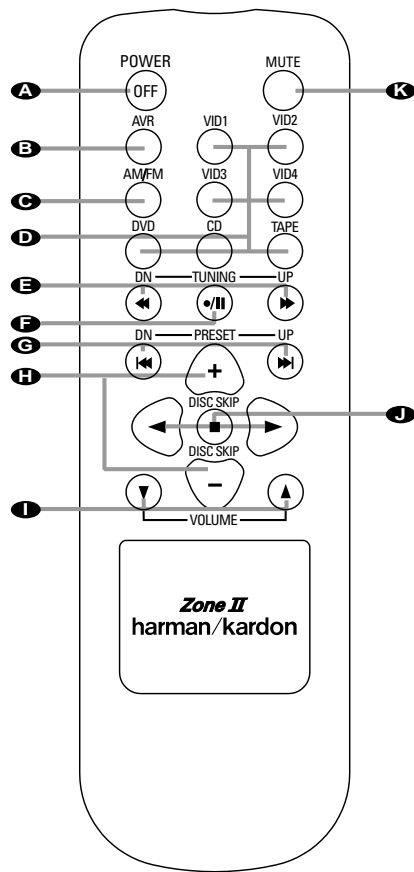 POWER MUTE
A OFF K
AVR VID1 VID2
B
AM/FM VID3 VID4
C
D
DVD CD TAPE
E DN TUNING UP
F
G DN PRESET UP
H +
DISC SKIP
J
DISC SKIP
−
I VOLUME
Zone II
harman/kardon